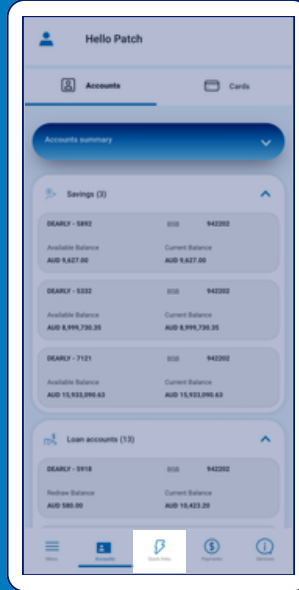 Hello Patch
Accounts Cards
Accounts summary
Savings (3)
DEARLY - 5892 BSB 942202
Available Balance Current Balance
AUD 9,627.00 AUD 9,627.00
DEARLY - 5332 BSB 942202
Available Balance Current Balance
AUD 8,999,730.35 AUD 8,999,730.35
DEARLY - 7121 BSB 942202
Available Balance Current Balance
AUD 15,933,090.63 AUD 15,933,090.63
Loan accounts (13)
DEARLY - 5918 BSB 942202
Redraw Balance Current Balance
AUD 580.00 AUD 10,423.20
Menu Accounts Quick links Payments Services